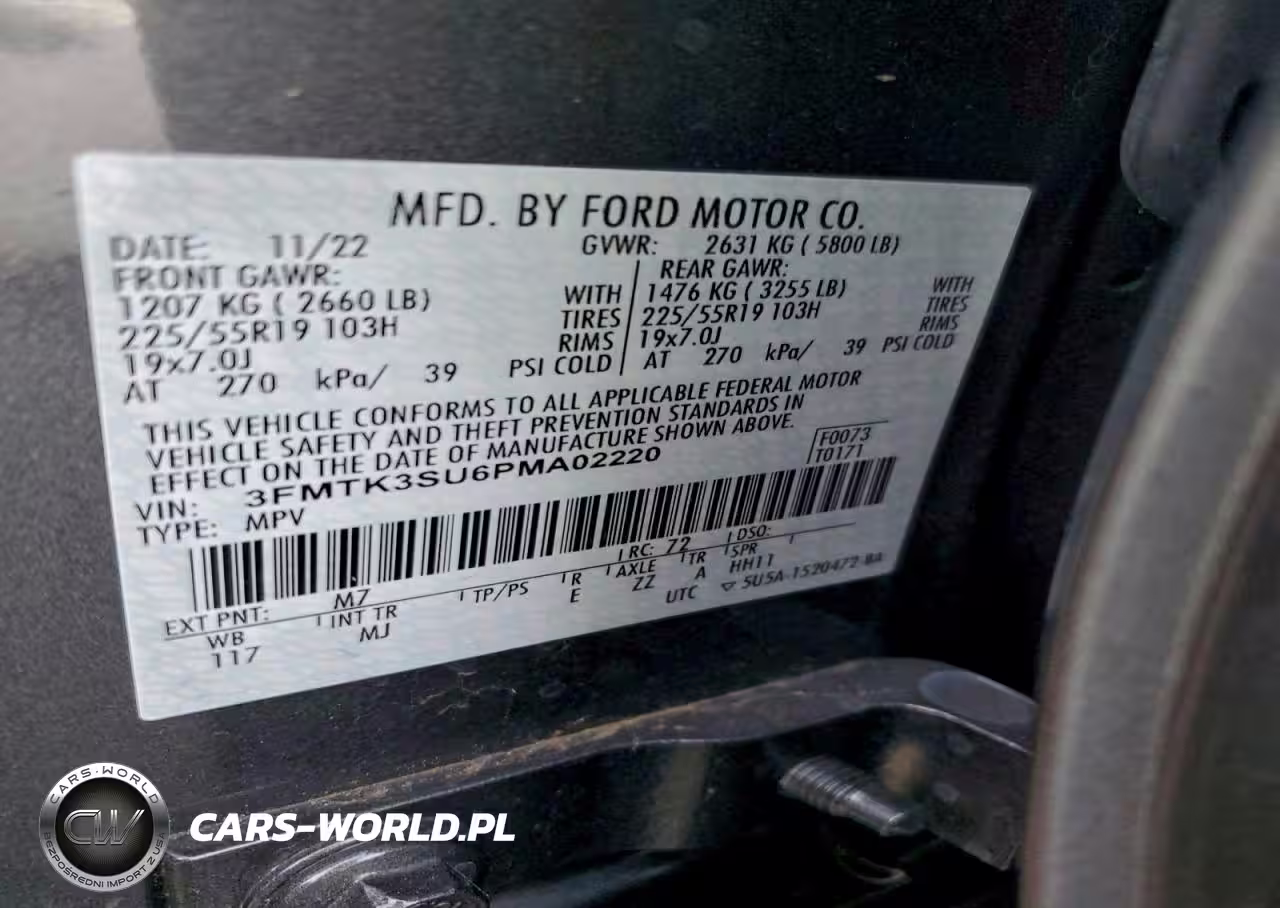 MFD. BY FORD MOTOR CO.
DATE: 11/22 GVWR: 2631 KG ( 5800 LB)
FRONT GAWR: REAR GAWR:
1207 KG ( 2660 LB) WITH 1476 KG ( 3255 LB) WITH
225/55R19 103H TIRES 225/55R19 103H TIRES
19x7.0J RIMS 19x7.0J RIMS
AT 270 kPa/ 39 PSI COLD AT 270 kPa/ 39 PSI COLD
THIS VEHICLE CONFORMS TO ALL APPLICABLE FEDERAL MOTOR
VEHICLE SAFETY AND THEFT PREVENTION STANDARDS IN
EFFECT ON THE DATE OF MANUFACTURE SHOWN ABOVE.
F0073
VIN: 3FMTK3SU6PMA02220 T0171
TYPE: MPV
EXT PNT: M7 RC: 72 DSO:
WB INT TR TP/PS R AXLE TR SPR
117 MJ E ZZ A HH11
UTC ▽ 5U5A-1520472-BA
CARS-WORLD
CW
BEZPOŚREDNI IMPORT Z USA
CARS-WORLD.PL